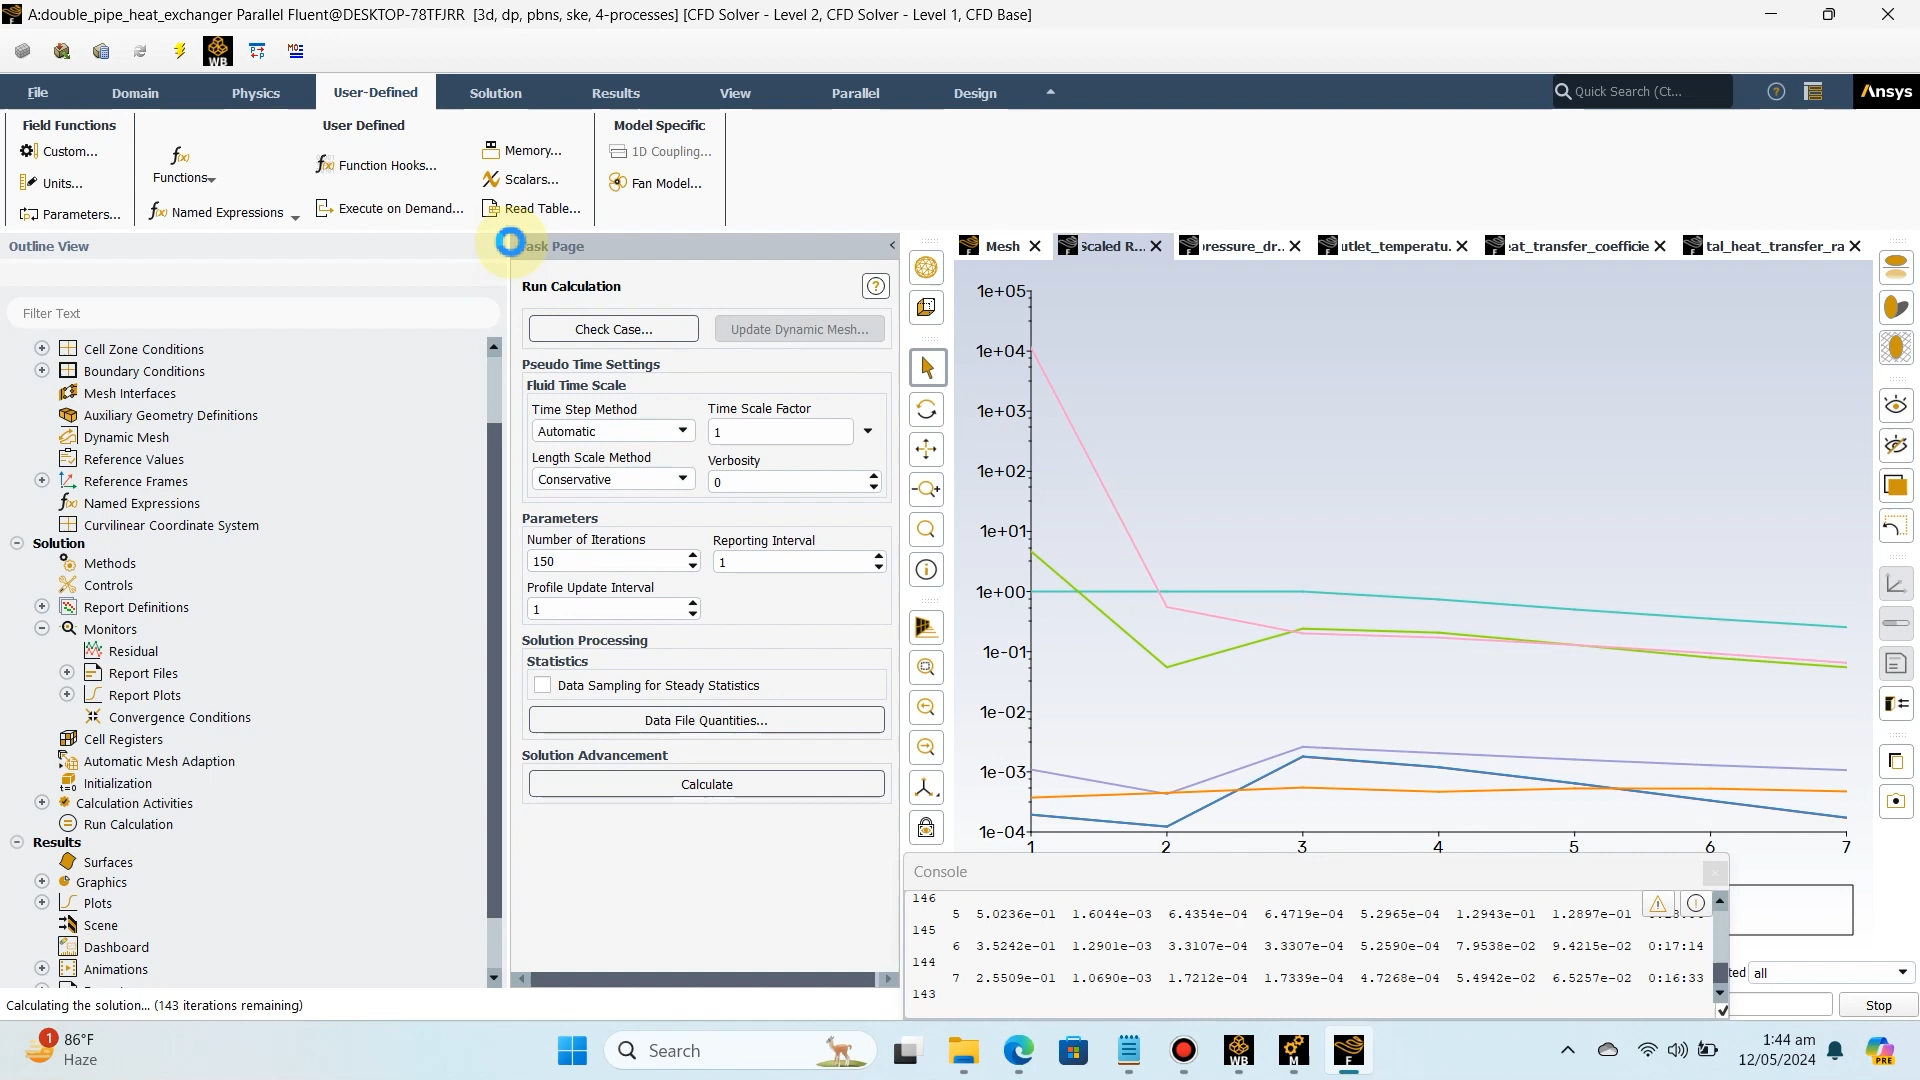 A:double_pipe_heat_exchanger Parallel Fluent@DESKTOP-78TFJRR [3d, dp, pbns, ske, 4-processes] [CFD Solver - Level 2, CFD Solver - Level 1, CFD Base]
WB
File Domain Physics User-Defined Solution Results View Parallel Design Quick Search (Ct... Ansys
Field Functions User Defined Model Specific
Custom... Memory... 1D Coupling...
Functions Function Hooks...
Units... Scalars... Fan Model...
Parameters... Named Expressions Execute on Demand... Read Table...
Outline View
Filter Text
Cell Zone Conditions
Boundary Conditions
Mesh Interfaces
Auxiliary Geometry Definitions
Dynamic Mesh
Reference Values
Reference Frames
Named Expressions
Curvilinear Coordinate System
Solution
Methods
Controls
Report Definitions
Monitors
Residual
Report Files
Report Plots
Convergence Conditions
Cell Registers
Automatic Mesh Adaption
Initialization
Calculation Activities
Run Calculation
Results
Surfaces
Graphics
Plots
Scene
Dashboard
Animations
ask Page
Run Calculation
Check Case... Update Dynamic Mesh...
Pseudo Time Settings
Fluid Time Scale
Time Step Method Time Scale Factor
Automatic 1
Length Scale Method Verbosity
Conservative 0
Parameters
Number of Iterations Reporting Interval
150 1
Profile Update Interval
1
Solution Processing
Statistics
Data Sampling for Steady Statistics
Data File Quantities...
Solution Advancement
Calculate
Mesh Scaled R... ressure_dr... utlet_temperatu. at_transfer_coefficie tal_heat_transfer_ra
1e+05
1e+04
1e+03
1e+02
1e+01
1e+00
1e-01
1e-02
1e-03
1e-04
1 2 3 4 5 6 7
Console
146
5 5.0236e-01 1.6044e-03 6.4354e-04 6.4719e-04 5.2965e-04 1.2943e-01 1.2897e-01
145
6 3.5242e-01 1.2901e-03 3.3107e-04 3.3307e-04 5.2590e-04 7.9538e-02 9.4215e-02 0:17:14
144
7 2.5509e-01 1.0690e-03 1.7212e-04 1.7339e-04 4.7268e-04 5.4942e-02 6.5257e-02 0:16:33
143
ted all
Stop
Calculating the solution... (143 iterations remaining)
1
86°F
Haze
Search
WB M F
1:44 am
12/05/2024
PRE